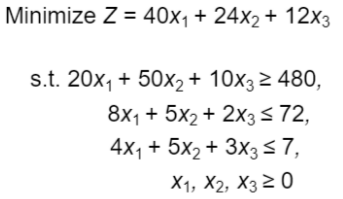 Minimize Z = 40x₁ + 24x₂ + 12x₃
s.t. 20x₁ + 50x₂ + 10x₃ ≥ 480,
8x₁ + 5x₂ + 2x₃ ≤ 72,
4x₁ + 5x₂ + 3x₃ ≤ 7,
x₁, x₂, x₃ ≥ 0